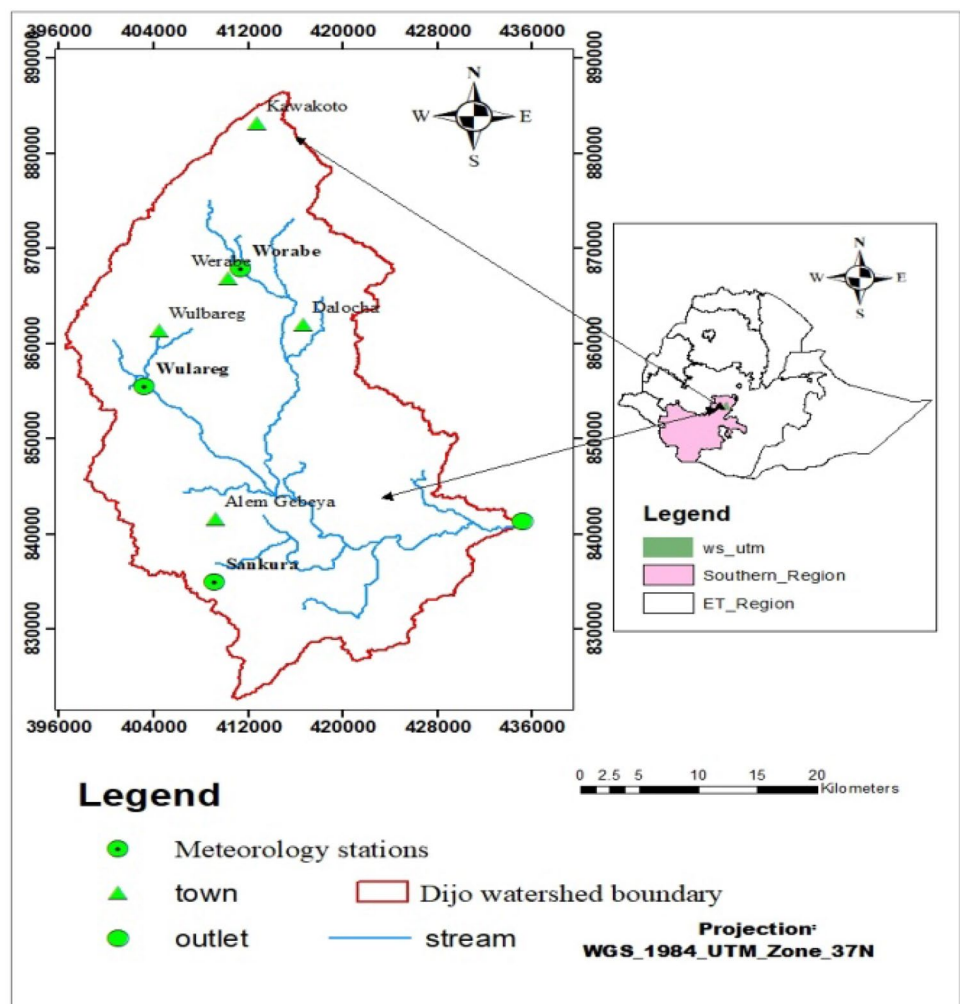 396000 404000 412000 420000 428000 436000
890000
880000
870000
860000
850000
840000
830000
N
W E
S
Kawakoto
Worabe
Werabe
Wulbareg
Dalocha
Wulareg
Alem Gebeya
Sankura
890000
880000
870000
860000
850000
840000
830000
396000 404000 412000 420000 428000 436000
N
W E
S
Legend
ws_utm
Southern_Region
ET_Region
0 2.5 5 10 15 20
Kilometers
Legend
Meteorology stations
town
Dijo watershed boundary
outlet
stream
Projection:
WGS_1984_UTM_Zone_37N